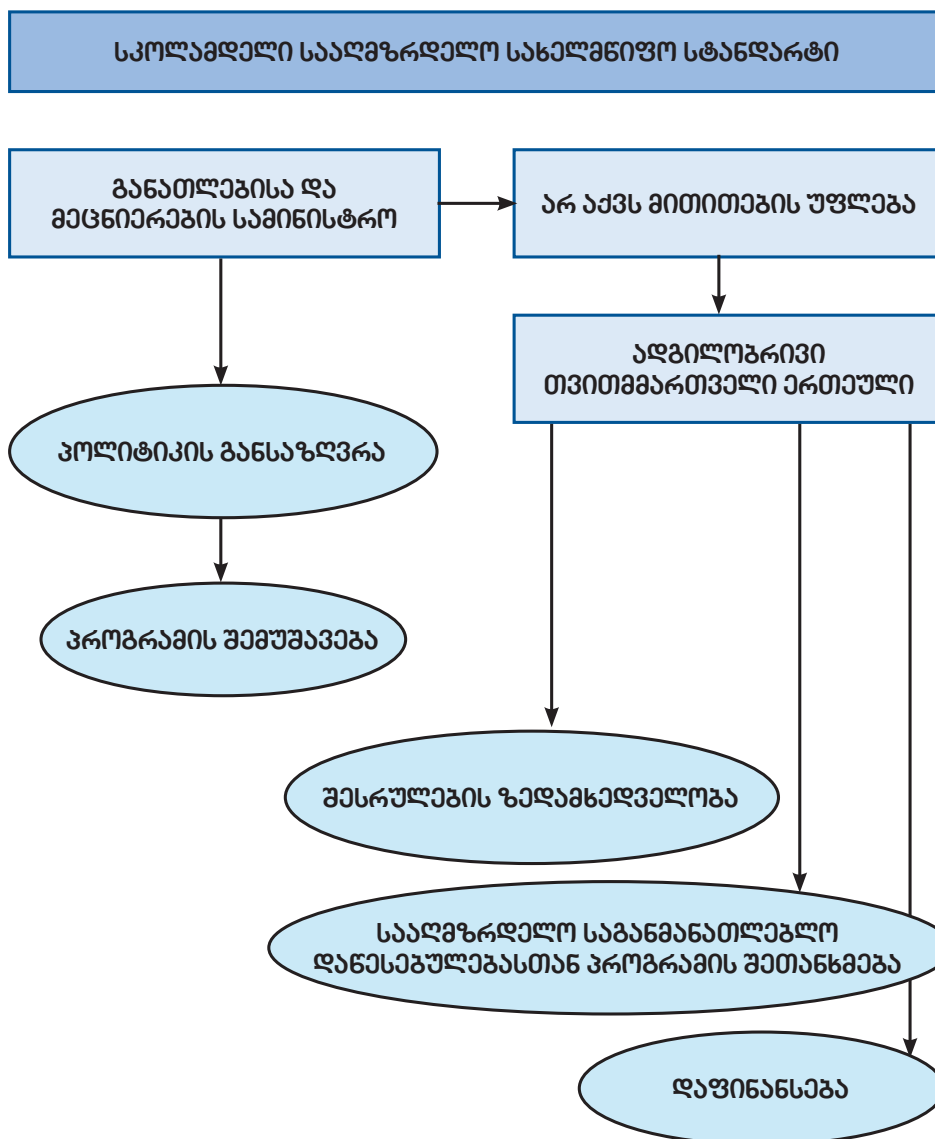 სკოლამდელი სააღმზრდელო სახელმწიფო სტანდარტი
განათლებისა და
მეცნიერების სამინისტრო
არ აქვს მითითების უფლება
ადგილობრივი
თვითმმართველი ერთეული
პოლიტიკის განსაზღვრა
პროგრამის შემუშავება
შესრულების ზედამხედველობა
სააღმზრდელო საგანმანათლებლო
დაწესებულებასთან პროგრამის შეთანხმება
დაფინანსება